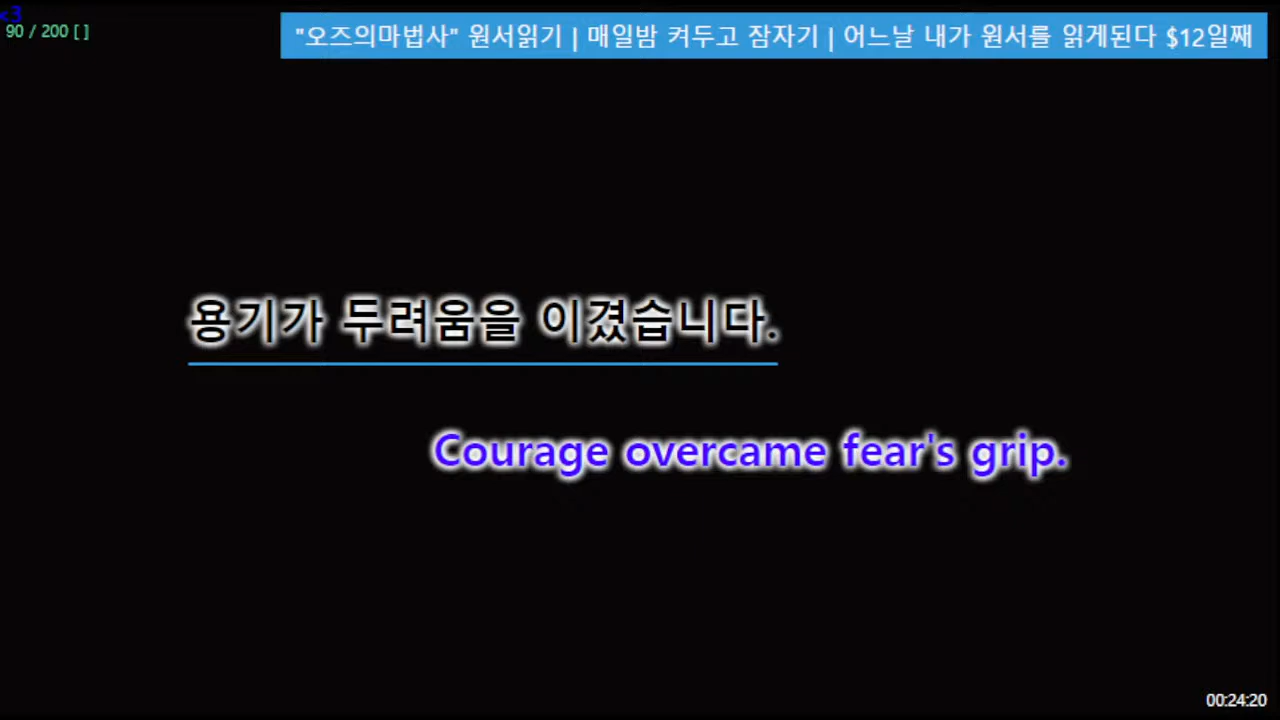 <3
90 / 200 [ ]
"오즈의마법사" 원서읽기 | 매일밤 켜두고 잠자기 | 어느날 내가 원서를 읽게된다 $12일째
용기가 두려움을 이겼습니다.
Courage overcame fear's grip.
00:24:20